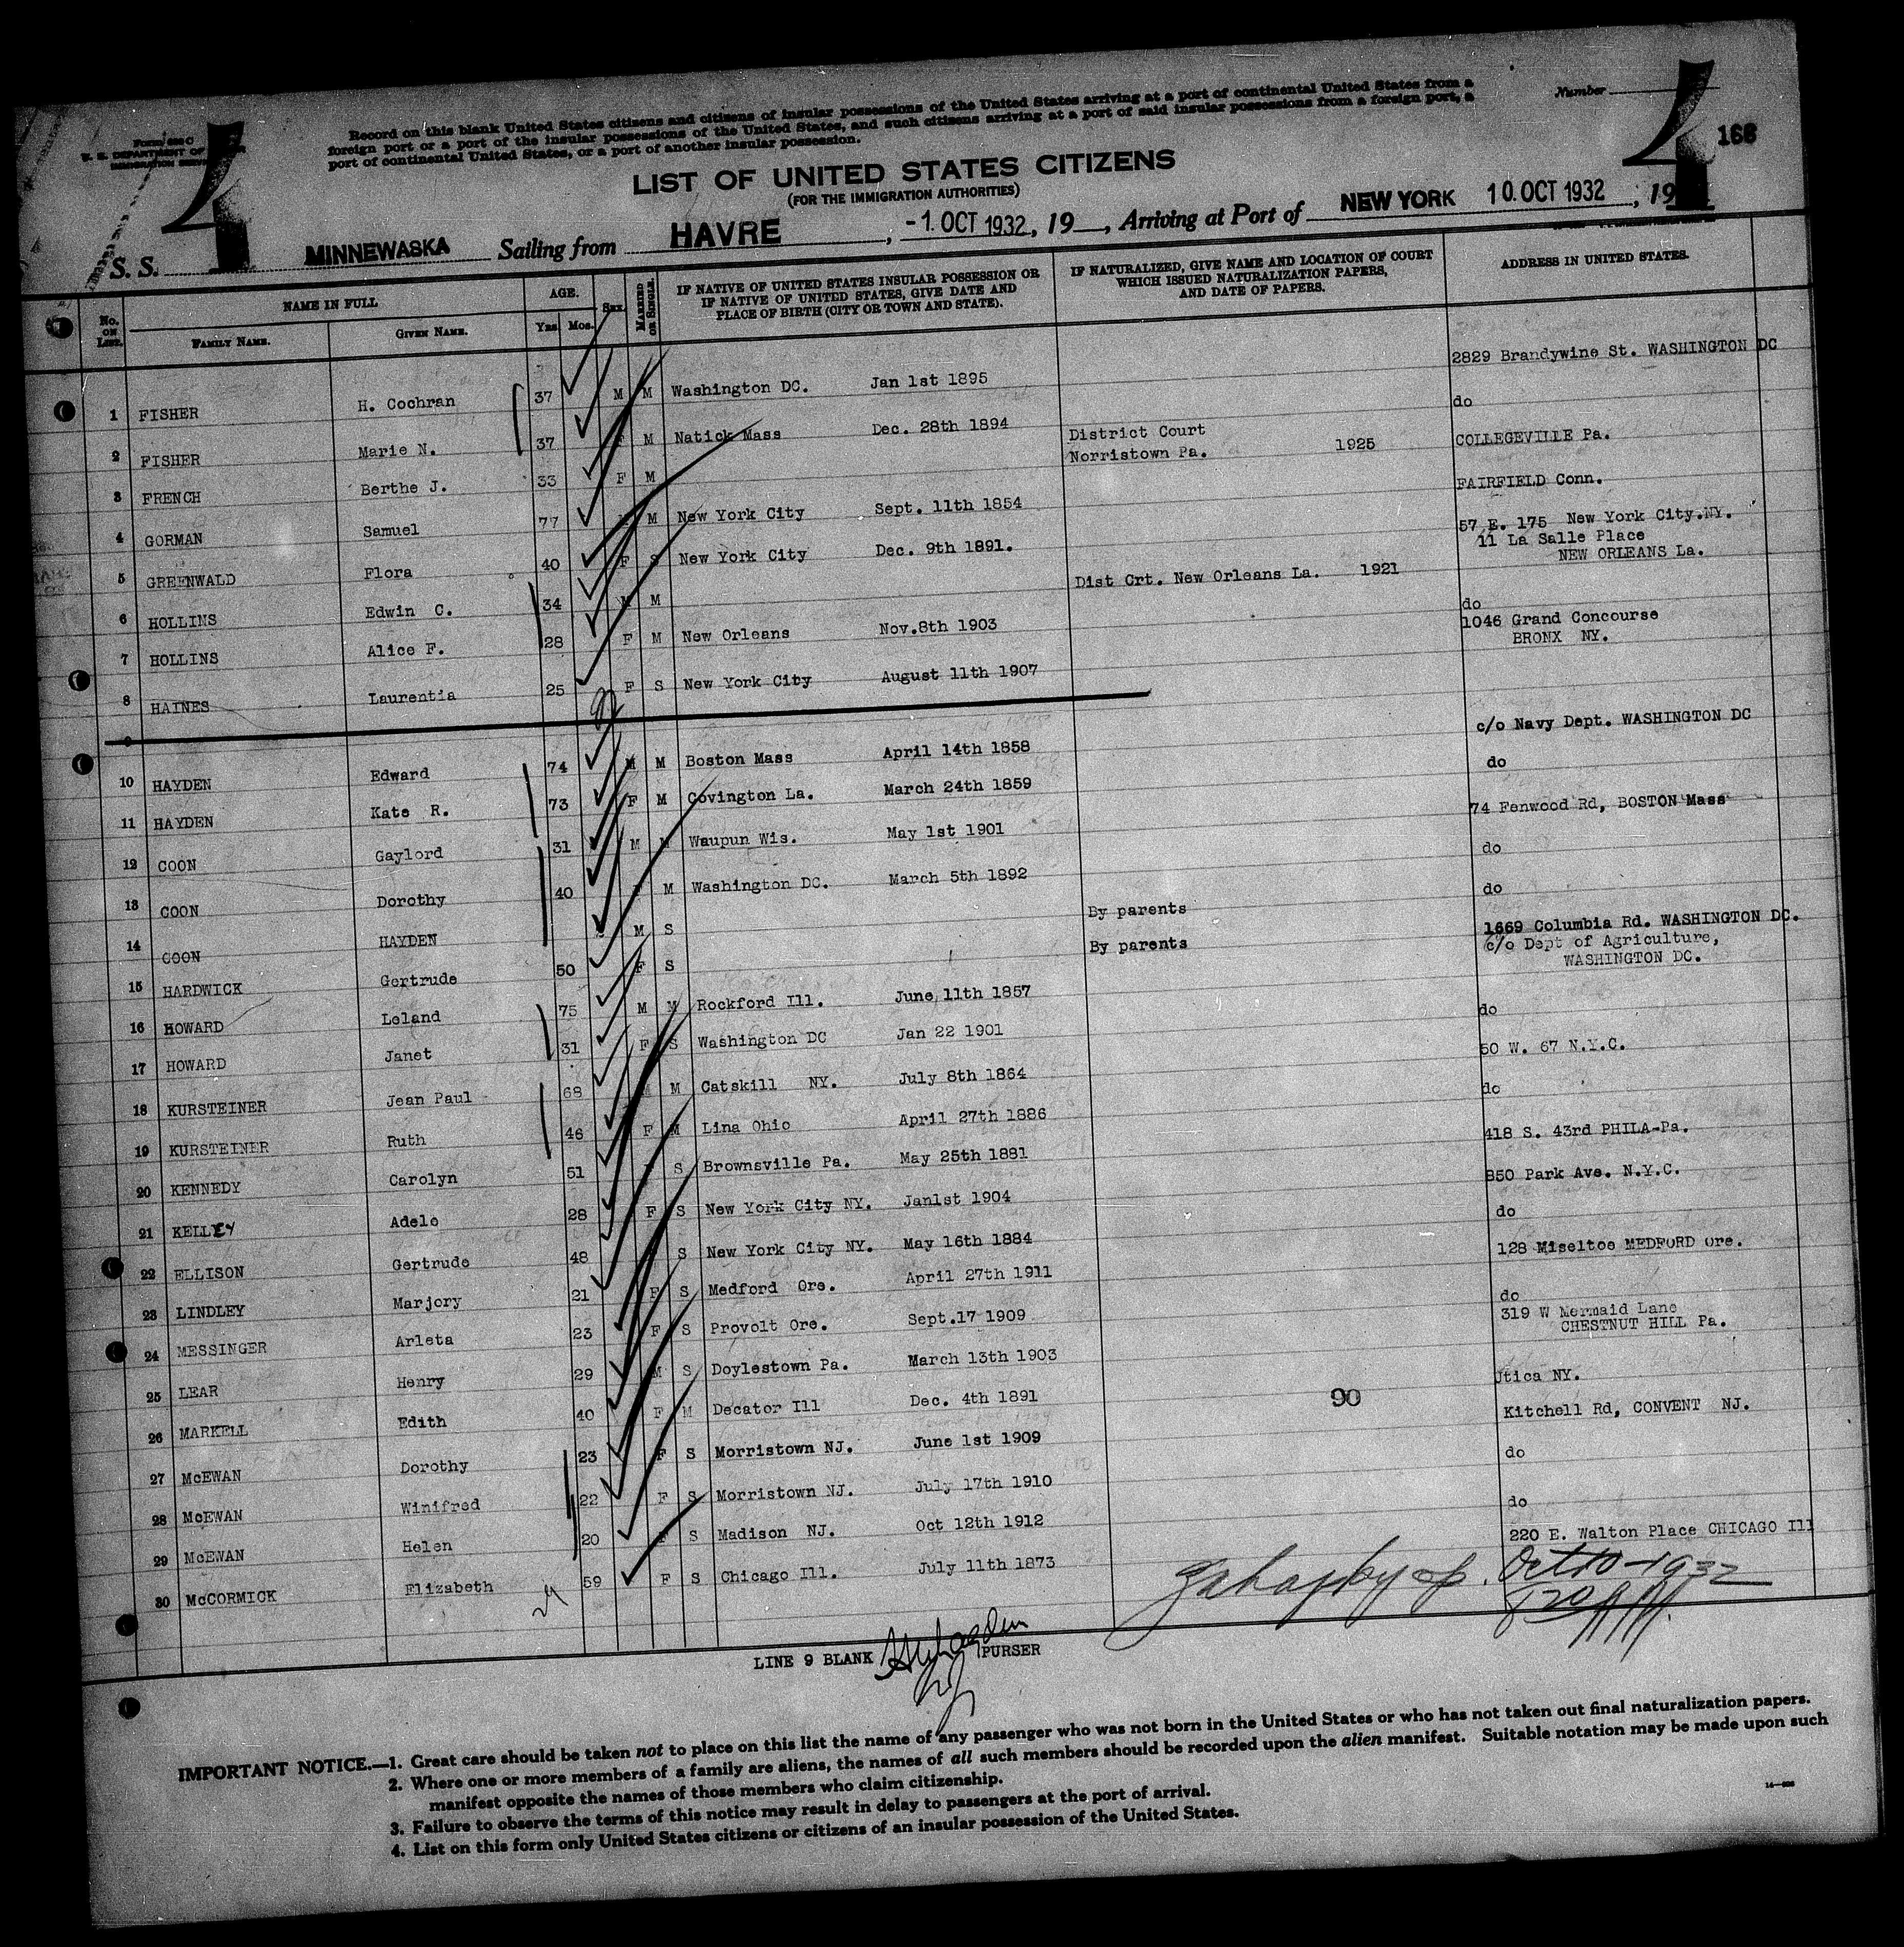 Form 630 C
U. S. DEPARTMENT OF LABOR
IMMIGRATION SERVICE
Number
4
4
168
Record on this blank United States citizens and citizens of insular possessions of the United States arriving at a port of continental United States from a
foreign port or a port of the insular possessions of the United States, and such citizens arriving at a port of said insular possessions from a foreign port, a
port of continental United States, or a port of another insular possession.
LIST OF UNITED STATES CITIZENS
(FOR THE IMMIGRATION AUTHORITIES)
S. S. MINNEWASKA Sailing from HAVRE, -1. OCT 1932, 19 , Arriving at Port of NEW YORK 10.OCT 1932, 19
No. ON LIST. NAME IN FULL AGE. SEX. MARRIED OR SINGLE. IF NATIVE OF UNITED STATES INSULAR POSSESSION OR IF NATIVE OF UNITED STATES, GIVE DATE AND PLACE OF BIRTH (CITY OR TOWN AND STATE). IF NATURALIZED, GIVE NAME AND LOCATION OF COURT WHICH ISSUED NATURALIZATION PAPERS, AND DATE OF PAPERS. ADDRESS IN UNITED STATES.
FAMILY NAME. GIVEN NAME. Yrs. Mos.
1 FISHER H. Cochran 37 M M Washington DC. Jan 1st 1895 2829 Brandywine St. WASHINGTON DC
2 FISHER Marie N. 37 F M Natick Mass Dec. 28th 1894 do
3 FRENCH Berthe J. 33 F M District Court Norristown Pa. 1925 COLLEGEVILLE Pa.
4 GORMAN Samuel 77 M New York City Sept. 11th 1854 FAIRFIELD Conn.
5 GREENWALD Flora 40 F S New York City Dec. 9th 1891. 57 E. 175 New York City.NY.
6 HOLLINS Edwin C. 34 M M Dist Crt. New Orleans La. 1921 11 La Salle Place NEW ORLEANS La.
7 HOLLINS Alice F. 28 F M New Orleans Nov.8th 1903 do
8 HAINES Laurentia 25 F S New York City August 11th 1907 1046 Grand Concourse BRONX NY.
9
10 HAYDEN Edward 74 M M Boston Mass April 14th 1858 c/o Navy Dept. WASHINGTON DC
11 HAYDEN Kate R. 73 F M Covington La. March 24th 1859 do
12 COON Gaylord 31 M M Waupun Wis. May 1st 1901 74 Fenwood Rd, BOSTON Mass
13 COON Dorothy 40 F M Washington DC. March 5th 1892 do
14 COON HAYDEN M S By parents do
15 HARDWICK Gertrude 50 F S By parents 1669 Columbia Rd. WASHINGTON DC.
16 HOWARD Leland 75 M M Rockford Ill. June 11th 1857 c/o Dept of Agriculture, WASHINGTON DC.
17 HOWARD Janet 31 F S Washington DC Jan 22 1901 do
18 KURSTEINER Jean Paul 68 M M Catskill NY. July 8th 1864 50 W. 67 N.Y.C.
19 KURSTEINER Ruth 46 F M Lina Ohio April 27th 1886 do
20 KENNEDY Carolyn 51 S Brownsville Pa. May 25th 1881 418 S. 43rd PHILA-Pa.
21 KELLEY Adele 28 F S New York City NY. Jan1st 1904 850 Park Ave. N.Y.C.
22 ELLISON Gertrude 48 S New York City NY. May 16th 1884 do
23 LINDLEY Marjory 21 F S Medford Ore. April 27th 1911 128 Miseltoe MEDFORD Ore.
24 MESSINGER Arleta 23 F S Provolt Ore. Sept.17 1909 do
25 LEAR Henry 29 M S Doylestown Pa. March 13th 1903 319 W Mermaid Lane CHESTNUT HILL Pa.
26 MARKELL Edith 40 F M Decator Ill Dec. 4th 1891 Utica NY.
27 McEWAN Dorothy 23 F S Morristown NJ. June 1st 1909 Kitchell Rd, CONVENT NJ.
28 McEWAN Winifred 22 F S Morristown NJ. July 17th 1910 do
29 McEWAN Helen 20 F S Madison NJ. Oct 12th 1912 do
30 McCORMICK Elizabeth 59 F S Chicago Ill. July 11th 1873 220 E. Walton Place CHICAGO Ill
90
29
Oct 10-1932
LINE 9 BLANK PURSER
IMPORTANT NOTICE.—1. Great care should be taken not to place on this list the name of any passenger who was not born in the United States or who has not taken out final naturalization papers.
2. Where one or more members of a family are aliens, the names of all such members should be recorded upon the alien manifest. Suitable notation may be made upon such
manifest opposite the names of those members who claim citizenship.
3. Failure to observe the terms of this notice may result in delay to passengers at the port of arrival.
4. List on this form only United States citizens or citizens of an insular possession of the United States.